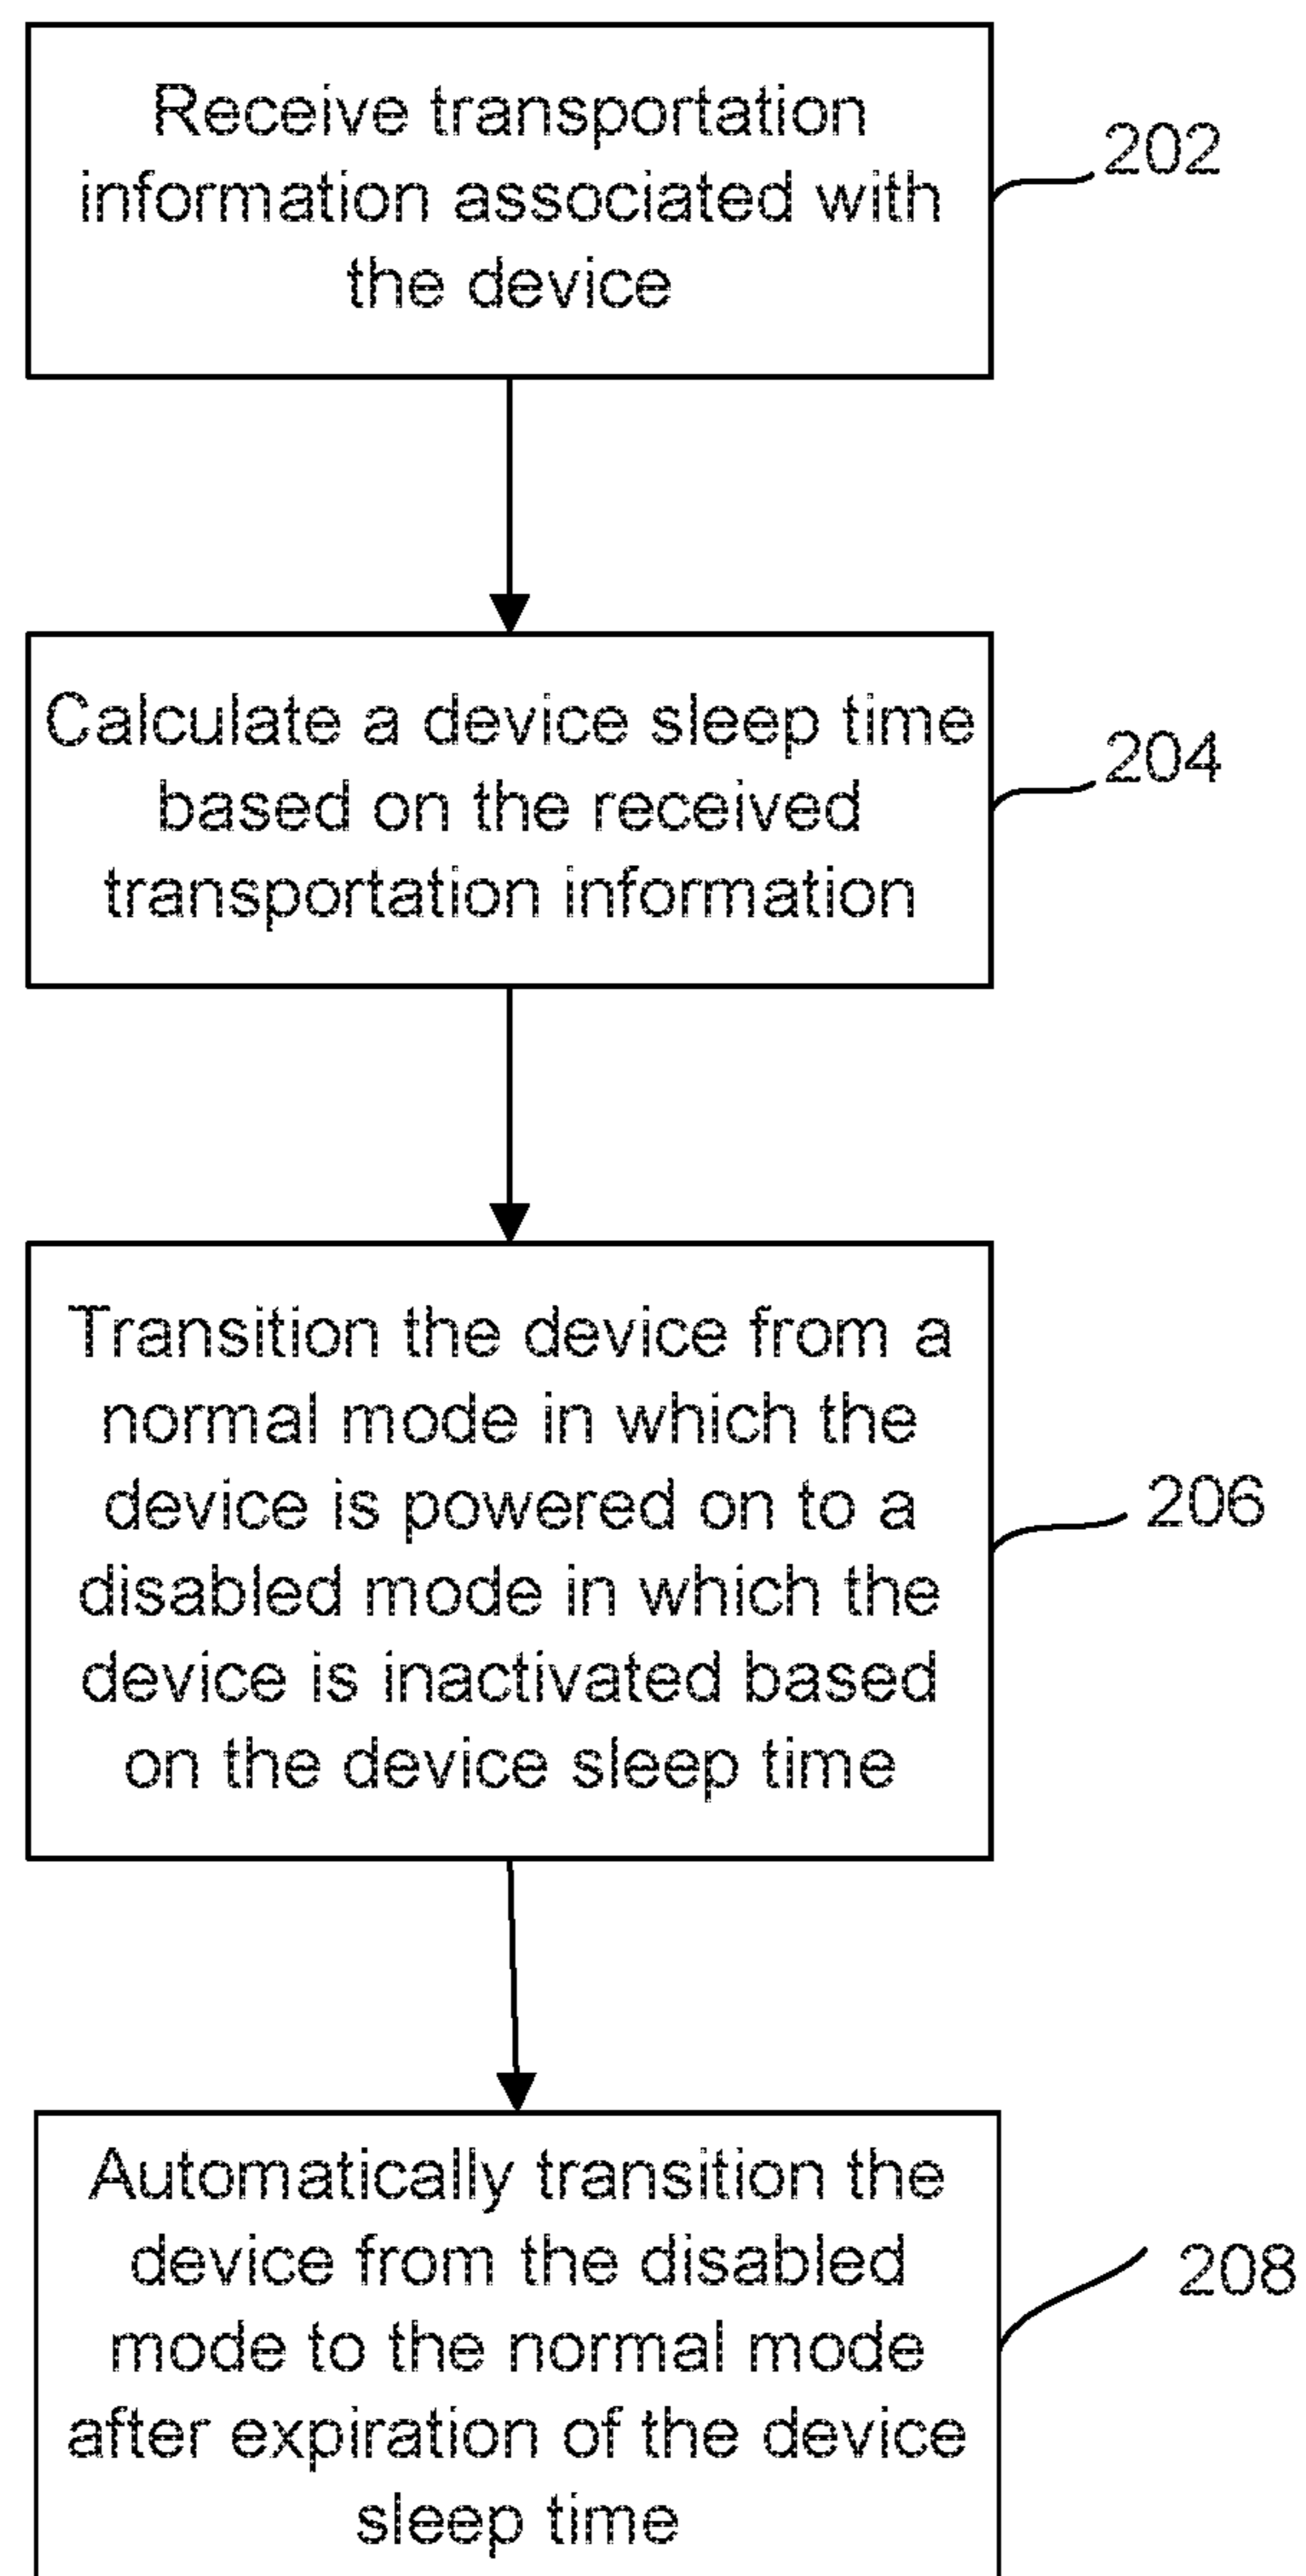 Receive transportation
information associated with
the device
202
Calculate a device sleep time
based on the received
transportation information
204
Transition the device from a
normal mode in which the
device is powered on to a
disabled mode in which the
device is inactivated based
on the device sleep time
206
Automatically transition the
device from the disabled
mode to the normal mode
after expiration of the device
sleep time
208